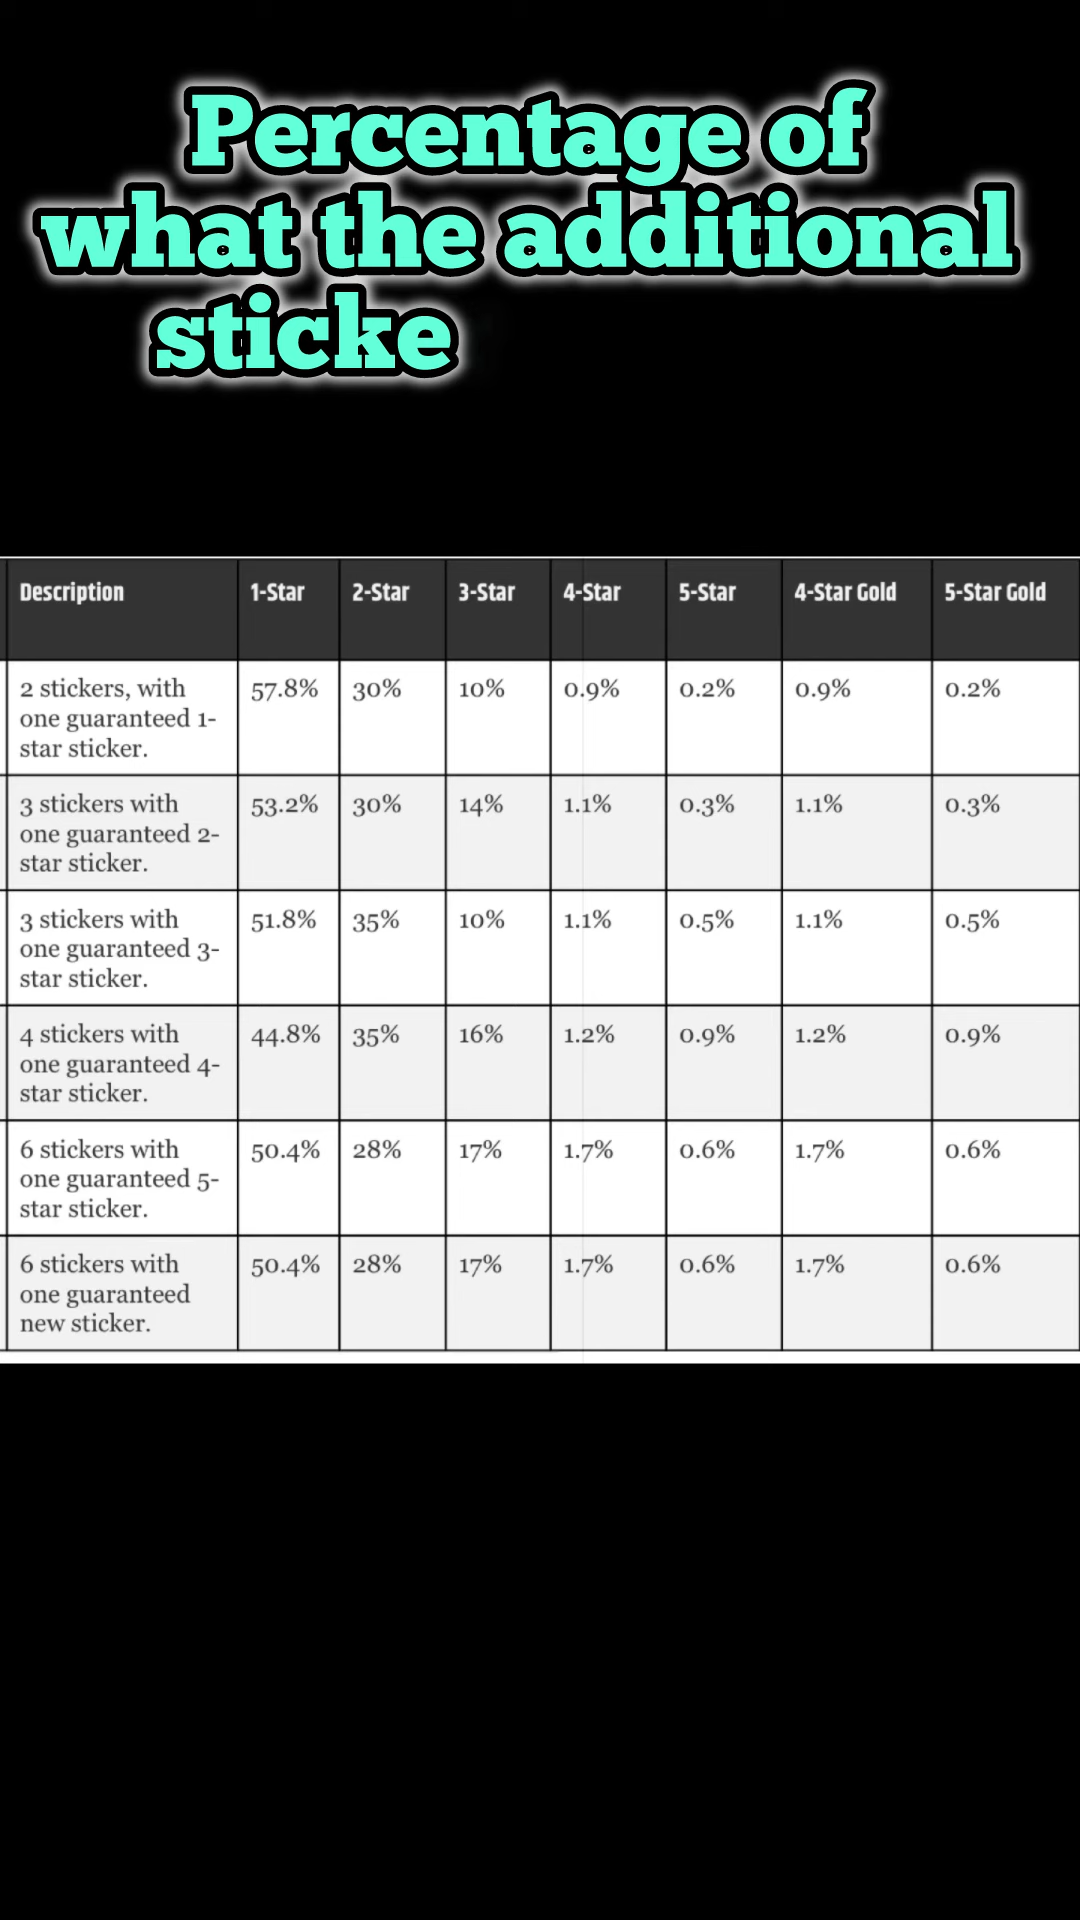 Percentage of
what the additional
sticke
Description 1-Star 2-Star 3-Star 4-Star 5-Star 4-Star Gold 5-Star Gold
2 stickers, with 57.8% 30% 10% 0.9% 0.2% 0.9% 0.2%
one guaranteed 1-
star sticker.
3 stickers with 53.2% 30% 14% 1.1% 0.3% 1.1% 0.3%
one guaranteed 2-
star sticker.
3 stickers with 51.8% 35% 10% 1.1% 0.5% 1.1% 0.5%
one guaranteed 3-
star sticker.
4 stickers with 44.8% 35% 16% 1.2% 0.9% 1.2% 0.9%
one guaranteed 4-
star sticker.
6 stickers with 50.4% 28% 17% 1.7% 0.6% 1.7% 0.6%
one guaranteed 5-
star sticker.
6 stickers with 50.4% 28% 17% 1.7% 0.6% 1.7% 0.6%
one guaranteed
new sticker.